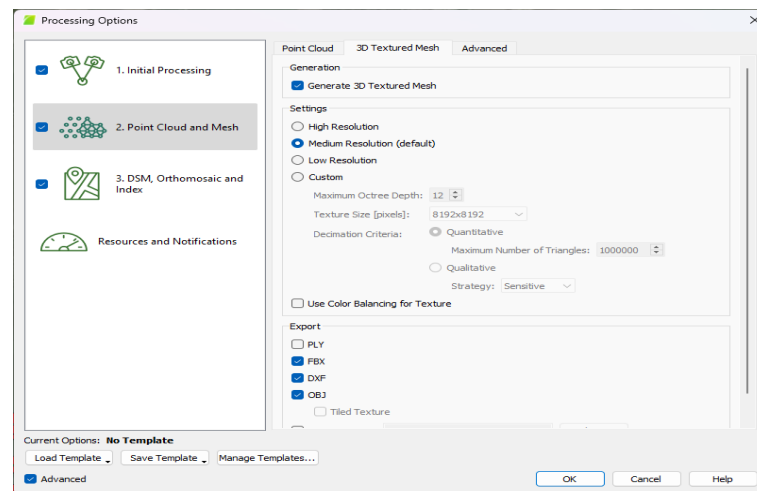 Processing Options
1. Initial Processing
2. Point Cloud and Mesh
3. DSM, Orthomosaic and
Index
Resources and Notifications
Point Cloud
3D Textured Mesh
Advanced
Generation
Generate 3D Textured Mesh
Settings
High Resolution
Medium Resolution (default)
Low Resolution
Custom
Maximum Octree Depth: 12
Texture Size [pixels]: 8192x8192
Decimation Criteria: Quantitative
Maximum Number of Triangles: 1000000
Qualitative
Strategy: Sensitive
Use Color Balancing for Texture
Export
PLY
FBX
DXF
OBJ
Tiled Texture
Current Options: No Template
Load Template Save Template Manage Templates...
Advanced
OK Cancel Help